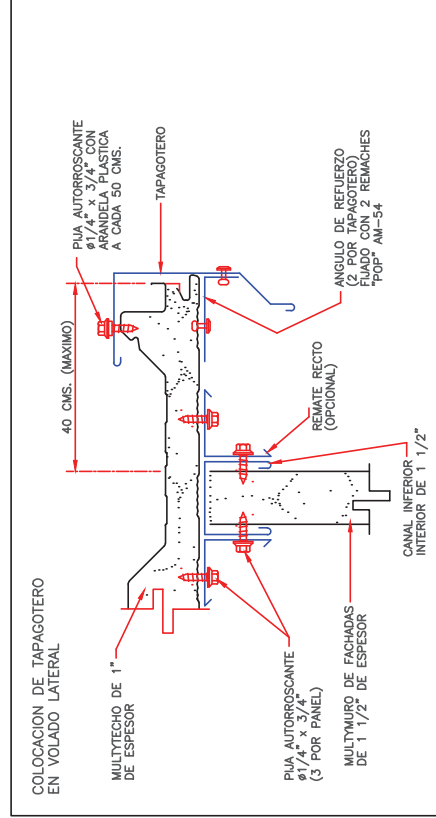 COLOCACION DE TAPAGOTERO
EN VOLADO LATERAL
MULTYTECHO DE 1"
DE ESPESOR
40 CMS. (MAXIMO)
PIJA AUTORROSCANTE
ø1/4" x 3/4" CON
ARANDELA PLASTICA
A CADA 50 CMS.
TAPAGOTERO
PIJA AUTORROSCANTE
ø1/4" x 3/4"
(3 POR PANEL)
MULTYMURO DE FACHADAS
DE 1 1/2" DE ESPESOR
CANAL INFERIOR
INTERIOR DE 1 1/2"
REMATE RECTO
(OPCIONAL)
ANGULO DE REFUERZO
(2 POR TAPAGOTERO)
FIJADO CON 2 REMACHES
"POP" AM-54